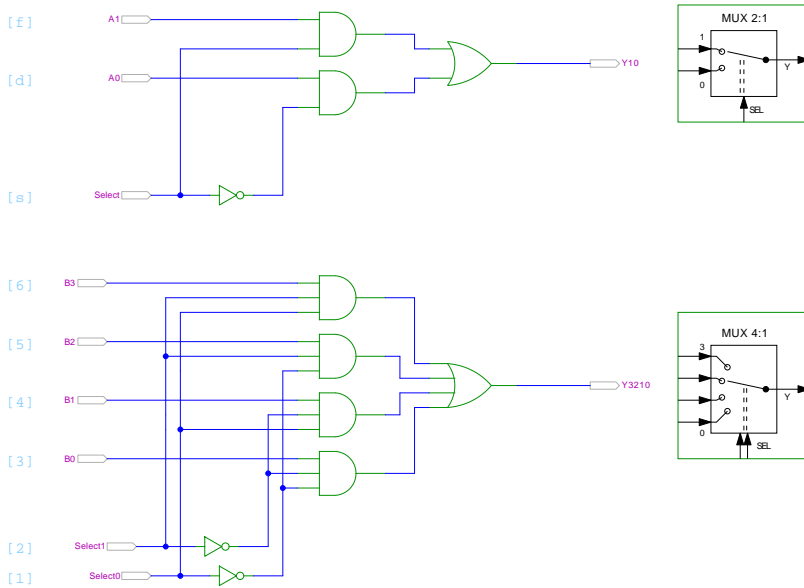 [f] A1
MUX 2:1
1
Y10
Y
[d] A0
0
SEL
[s] Select
[6] B3
MUX 4:1
[5] B2
3
Y3210
Y
[4] B1
0
SEL
[3] B0
[2] Select1
[1] Select0